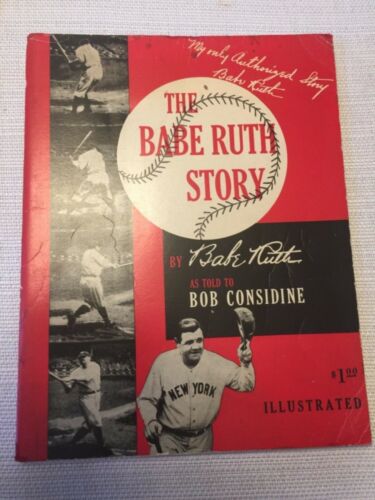 My only Authorized Story
Babe Ruth
THE
BABE RUTH
STORY
BY Babe Ruth
AS TOLD TO
BOB CONSIDINE
NEW YORK
$1.00
ILLUSTRATED